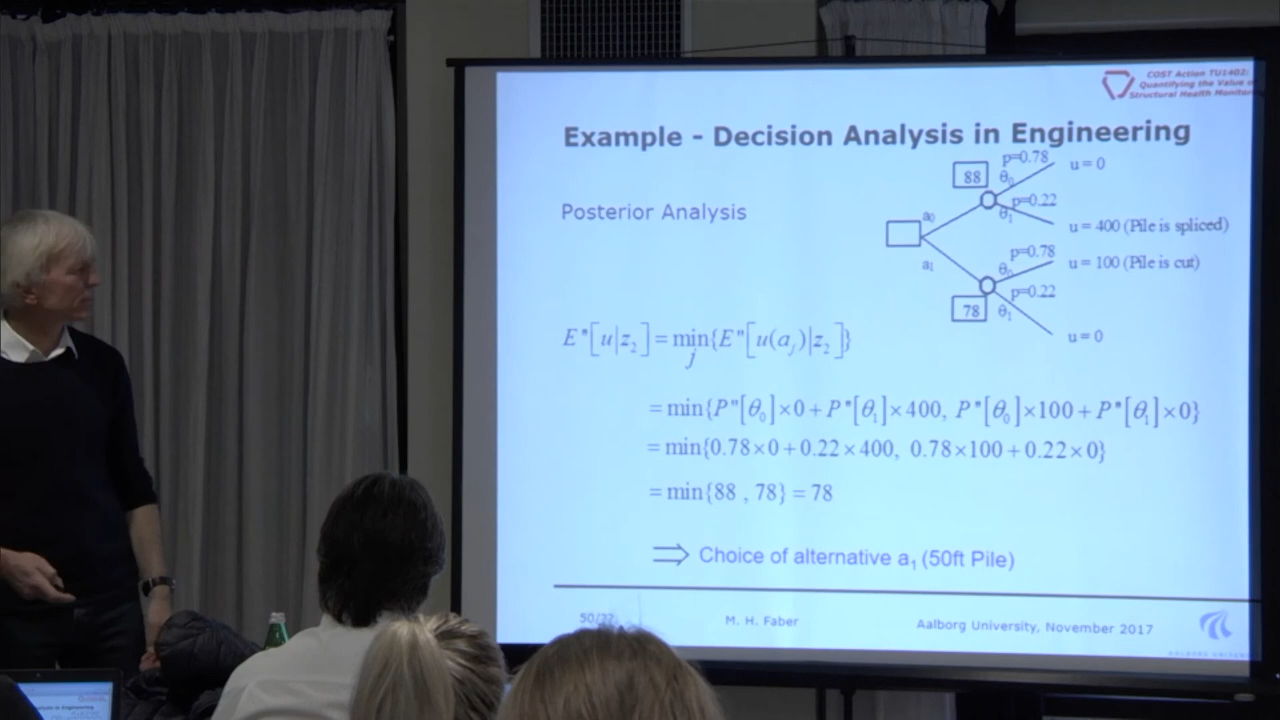 COST Action TU1402:
Quantifying the Value o
Structural Health Monitor
Example - Decision Analysis in Engineering
Posterior Analysis
88
p=0.78
θ₀
u = 0
a₀
p=0.22
θ₁
u = 400 (Pile is spliced)
a₁
p=0.78
θ₀
u = 100 (Pile is cut)
78
p=0.22
θ₁
u = 0
E"[u|z₂] = min{E"[u(aⱼ)|z₂]}
j
= min{P"[θ₀]×0+P"[θ₁]×400, P"[θ₀]×100+P"[θ₁]×0}
= min{0.78×0+0.22×400, 0.78×100+0.22×0}
= min{88 , 78} = 78
⟹ Choice of alternative a₁ (50ft Pile)
M. H. Faber
Aalborg University, November 2017